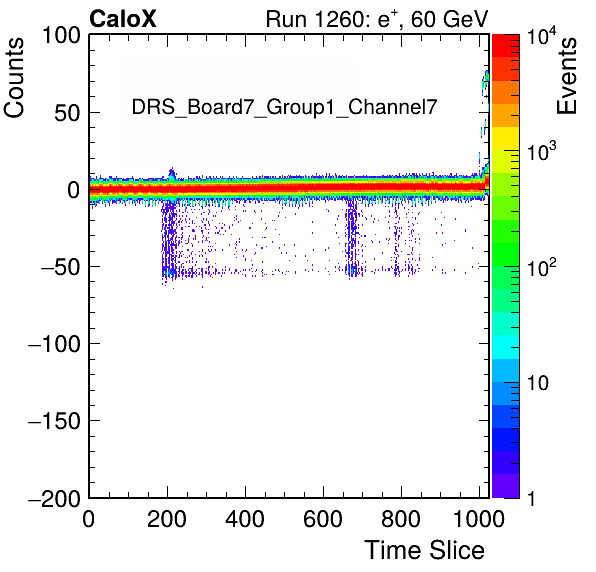 CaloX Run 1260: e⁺, 60 GeV
Counts
Events
DRS_Board7_Group1_Channel7
100
50
0
−50
−100
−150
−200
0 200 400 600 800 1000
Time Slice
10⁴
10³
10²
10
1